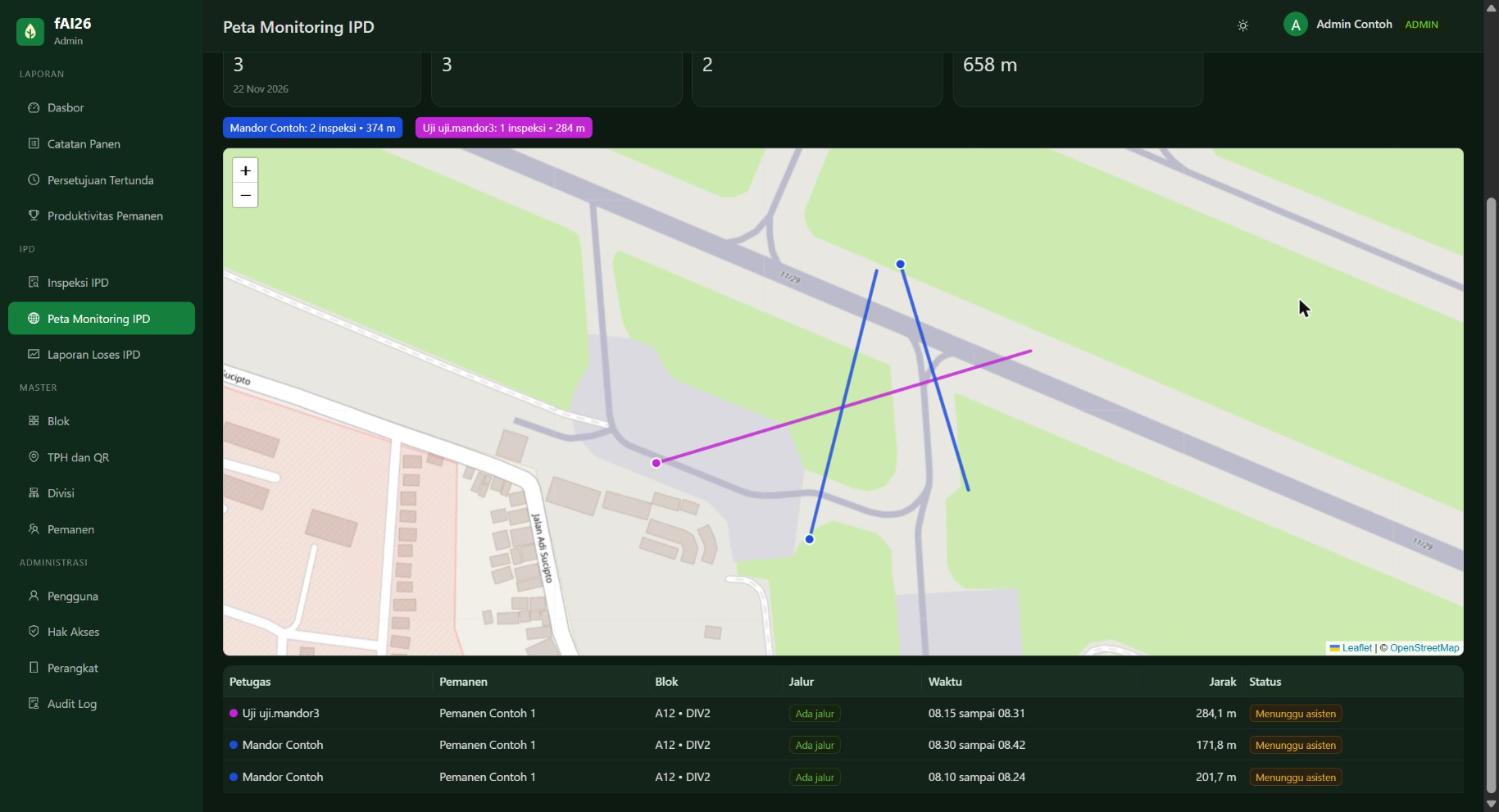 fAI26
Admin
LAPORAN
Dasbor
Catatan Panen
Persetujuan Tertunda
Produktivitas Pemanen
IPD
Inspeksi IPD
Peta Monitoring IPD
Laporan Loses IPD
MASTER
Blok
TPH dan QR
Divisi
Pemanen
ADMINISTRASI
Pengguna
Hak Akses
Perangkat
Audit Log
Peta Monitoring IPD
A Admin Contoh ADMIN
3 3 2 658 m
22 Nov 2026
Mandor Contoh: 2 inspeksi • 374 m Uji uji.mandor3: 1 inspeksi • 284 m
+
−
11/29
Sucipto
Jalan Adi Sucipto
11/29
Leaflet | © OpenStreetMap
Petugas Pemanen Blok Jalur Waktu Jarak Status
Uji uji.mandor3 Pemanen Contoh 1 A12 • DIV2 Ada jalur 08.15 sampai 08.31 284,1 m Menunggu asisten
Mandor Contoh Pemanen Contoh 1 A12 • DIV2 Ada jalur 08.30 sampai 08.42 171,8 m Menunggu asisten
Mandor Contoh Pemanen Contoh 1 A12 • DIV2 Ada jalur 08.10 sampai 08.24 201,7 m Menunggu asisten